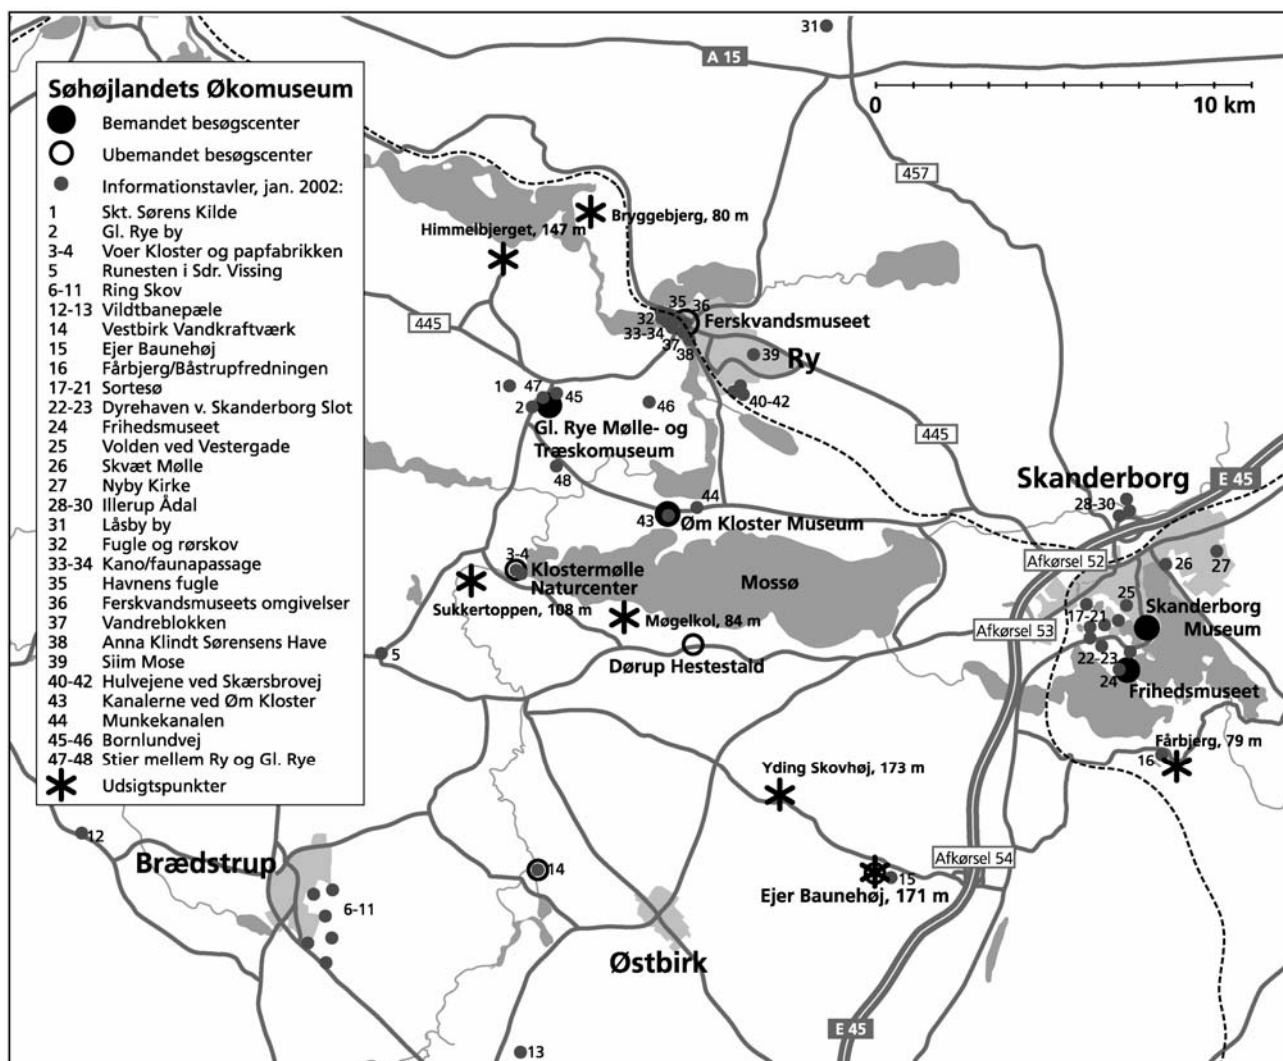 Søhøjlandets Økomuseum
Bemandet besøgscenter
Ubemandet besøgscenter
Informationstavler, jan. 2002:
1 Skt. Sørens Kilde
2 Gl. Rye by
3-4 Voer Kloster og papfabrikken
5 Runesten i Sdr. Vissing
6-11 Ring Skov
12-13 Vildtbanepæle
14 Vestbirk Vandkraftværk
15 Ejer Baunehøj
16 Fårbjerg/Båstrupfredningen
17-21 Sortesø
22-23 Dyrehaven v. Skanderborg Slot
24 Frihedsmuseet
25 Volden ved Vestergade
26 Skvæt Mølle
27 Nyby Kirke
28-30 Illerup Ådal
31 Låsby by
32 Fugle og rørskov
33-34 Kano/faunapassage
35 Havnens fugle
36 Ferskvandsmuseets omgivelser
37 Vandreblokken
38 Anna Klindt Sørensens Have
39 Siim Mose
40-42 Hulvejene ved Skærsbrovej
43 Kanalerne ved Øm Kloster
44 Munkekanalen
45-46 Bornlundvej
47-48 Stier mellem Ry og Gl. Rye
Udsigtspunkter
31
A 15
0 10 km
457
Bryggebjerg, 80 m
Himmelbjerget, 147 m
445
35 36
32
33-34
37
38
Ferskvandsmuseet
Ry
39
40-42
1
47
45
2
46
Gl. Rye Mølle- og
Træskomuseum
48
445
Skanderborg
E 45
28-30
44
43
Øm Kloster Museum
3-4
Klostermølle
Naturcenter
Mossø
Afkørsel 52
26
27
Sukkertoppen, 108 m
Møgelkol, 84 m
25
17-21
Skanderborg
Museum
Afkørsel 53
5
Dørup Hestestald
22-23
24
Frihedsmuseet
Fårbjerg, 79 m
16
Yding Skovhøj, 173 m
12
Brædstrup
14
Afkørsel 54
15
Ejer Baunehøj, 171 m
6-11
Østbirk
E 45
13